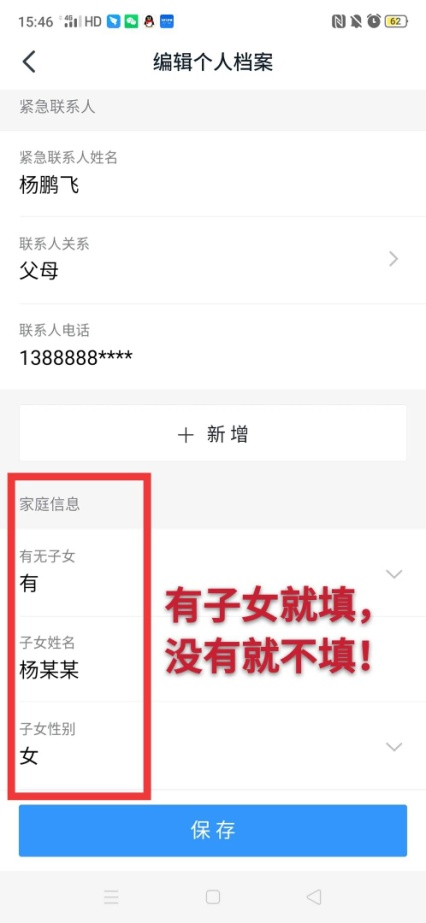 15:46 4G HD 62
编辑个人档案
紧急联系人
紧急联系人姓名
杨鹏飞
联系人关系
父母
联系人电话
1388888****
＋ 新增
家庭信息
有无子女
有
有子女就填，
没有就不填！
子女姓名
杨某某
子女性别
女
保存